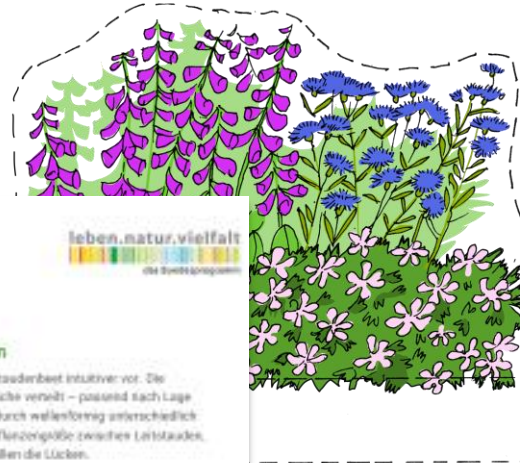 leben.natur.vielfalt
das Bundesprogramm
n
taudenbeet intuitiver vor. Die
che verteilt – passend nach Lage
durch wellenförmig unterschiedlich
flanzengröße zwischen Leitstauden,
llen die Lücken.